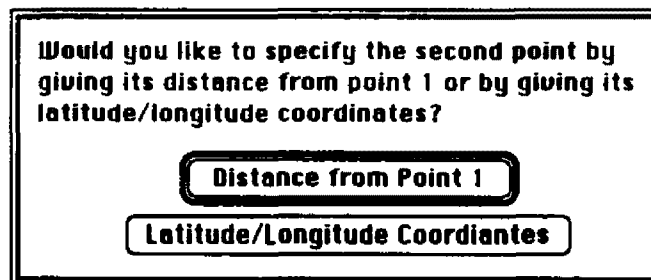 Would you like to specify the second point by
giving its distance from point 1 or by giving its
latitude/longitude coordinates?
Distance from Point 1
Latitude/Longitude Coordiantes